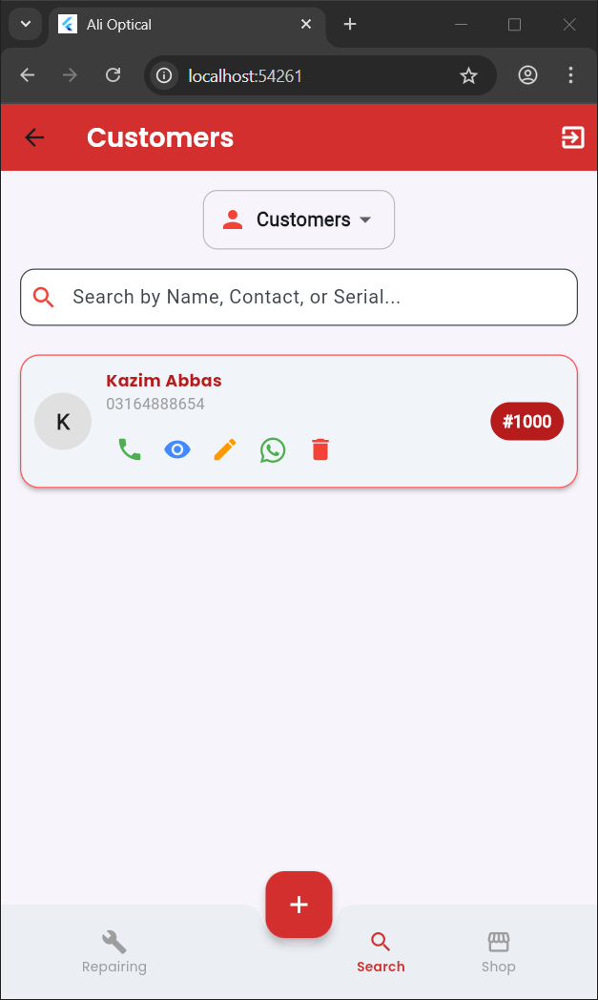 Ali Optical
localhost:54261
Customers
Customers
Search by Name, Contact, or Serial...
Kazim Abbas
03164888654
K
#1000
Repairing
Search
Shop